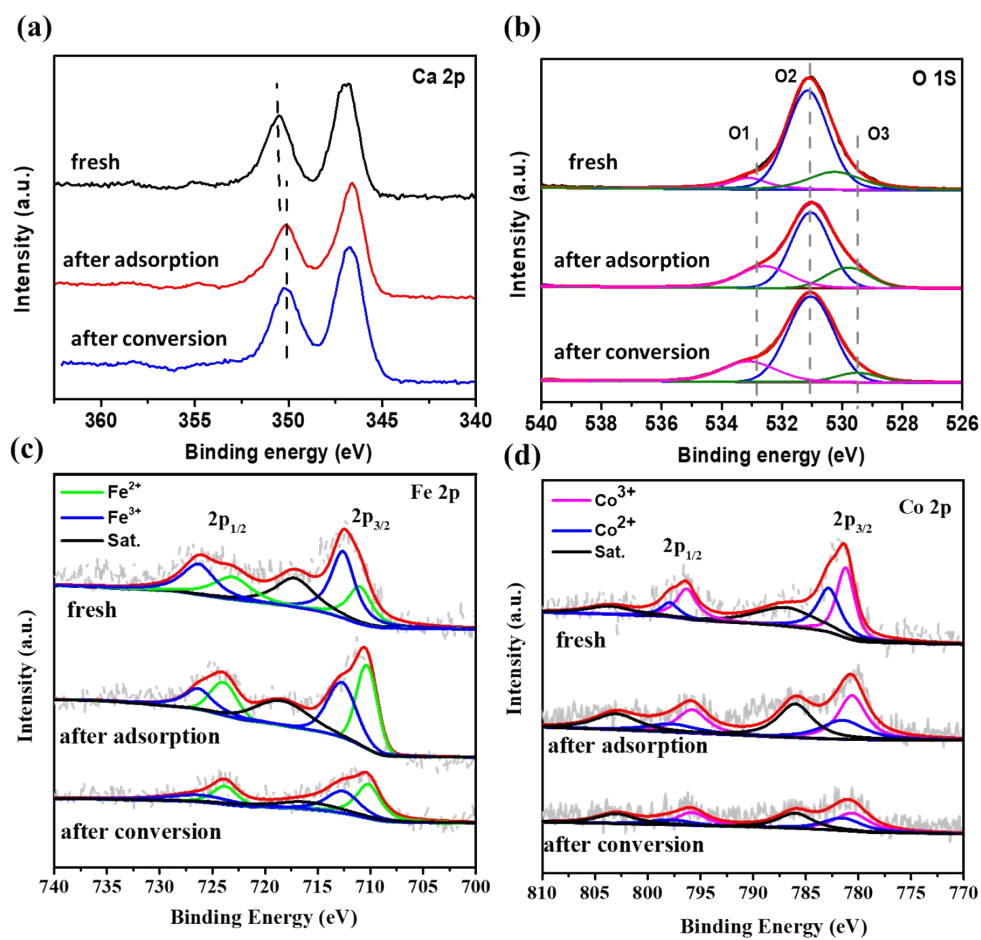 (a)
Ca 2p
fresh
after adsorption
after conversion
Intensity (a.u.)
360 355 350 345 340
Binding energy (eV)
(b)
O 1S
O1
O2
O3
fresh
after adsorption
after conversion
Intensity (a.u.)
540 538 536 534 532 530 528 526
Binding energy (eV)
(c)
Fe 2p
Fe²⁺
Fe³⁺
Sat.
2p₁/₂
2p₃/₂
fresh
after adsorption
after conversion
Intensity (a.u.)
740 735 730 725 720 715 710 705 700
Binding Energy (eV)
(d)
Co 2p
Co³⁺
Co²⁺
Sat.
2p₁/₂
2p₃/₂
fresh
after adsorption
after conversion
Intensity (a.u.)
810 805 800 795 790 785 780 775 770
Binding Energy (eV)